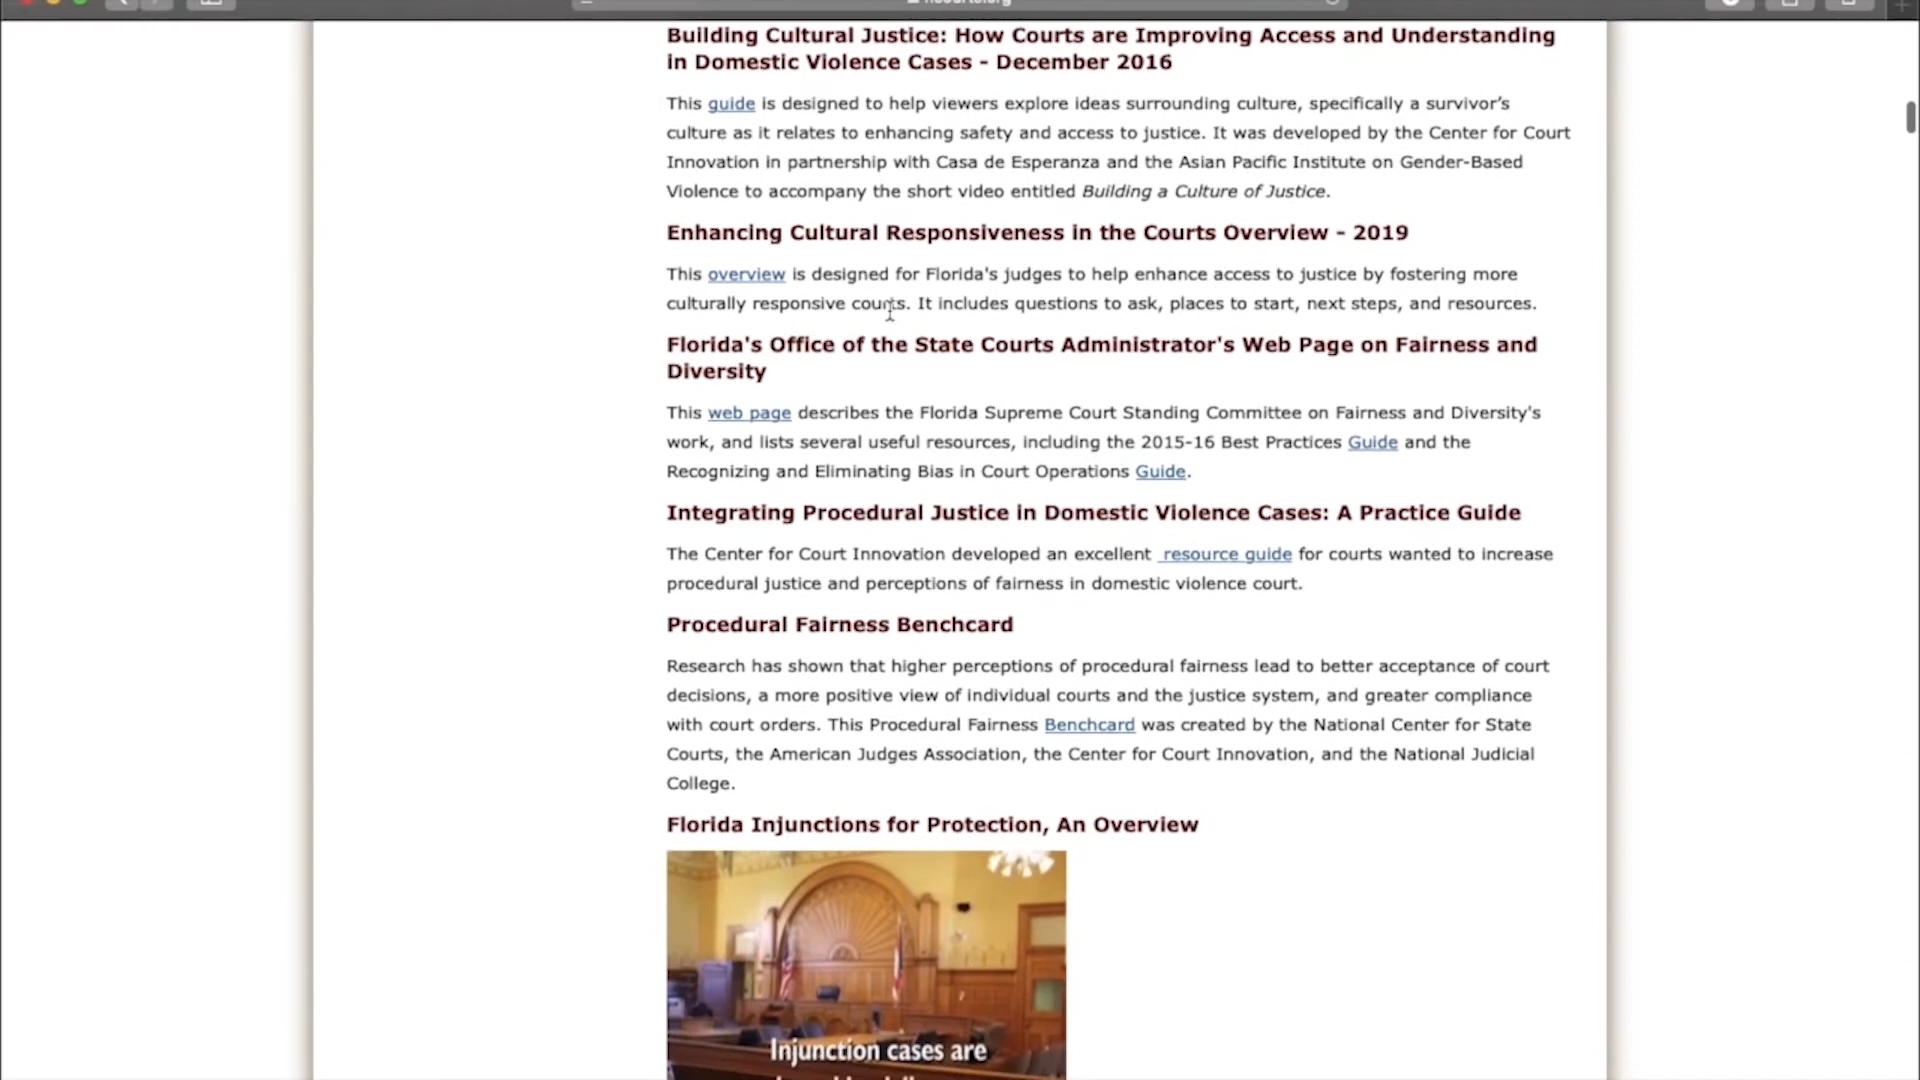 Building Cultural Justice: How Courts are Improving Access and Understanding
in Domestic Violence Cases - December 2016
This guide is designed to help viewers explore ideas surrounding culture, specifically a survivor’s
culture as it relates to enhancing safety and access to justice. It was developed by the Center for Court
Innovation in partnership with Casa de Esperanza and the Asian Pacific Institute on Gender-Based
Violence to accompany the short video entitled Building a Culture of Justice.
Enhancing Cultural Responsiveness in the Courts Overview - 2019
This overview is designed for Florida's judges to help enhance access to justice by fostering more
culturally responsive courts. It includes questions to ask, places to start, next steps, and resources.
Florida's Office of the State Courts Administrator's Web Page on Fairness and
Diversity
This web page describes the Florida Supreme Court Standing Committee on Fairness and Diversity's
work, and lists several useful resources, including the 2015-16 Best Practices Guide and the
Recognizing and Eliminating Bias in Court Operations Guide.
Integrating Procedural Justice in Domestic Violence Cases: A Practice Guide
The Center for Court Innovation developed an excellent resource guide for courts wanted to increase
procedural justice and perceptions of fairness in domestic violence court.
Procedural Fairness Benchcard
Research has shown that higher perceptions of procedural fairness lead to better acceptance of court
decisions, a more positive view of individual courts and the justice system, and greater compliance
with court orders. This Procedural Fairness Benchcard was created by the National Center for State
Courts, the American Judges Association, the Center for Court Innovation, and the National Judicial
College.
Florida Injunctions for Protection, An Overview
Injunction cases are